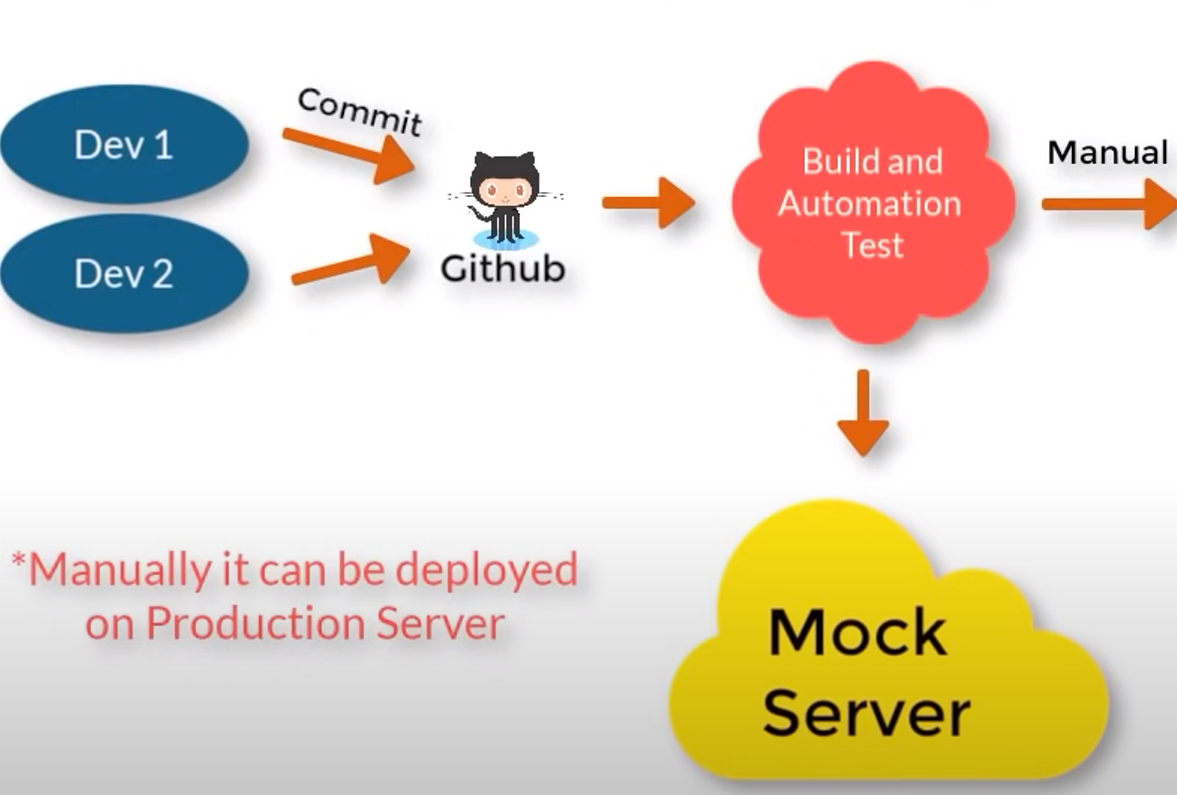 Commit
Dev 1
Dev 2
Github
Build and
Automation
Test
Manual
*Manually it can be deployed
on Production Server
Mock
Server